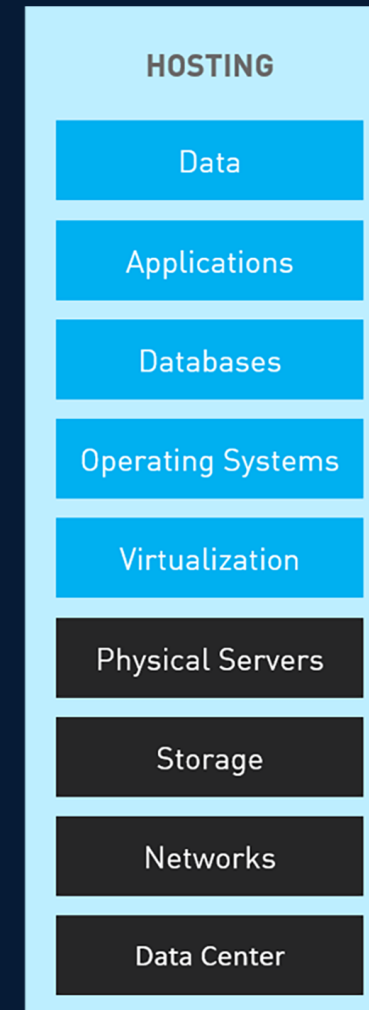 HOSTING
Data
Applications
Databases
Operating Systems
Virtualization
Physical Servers
Storage
Networks
Data Center